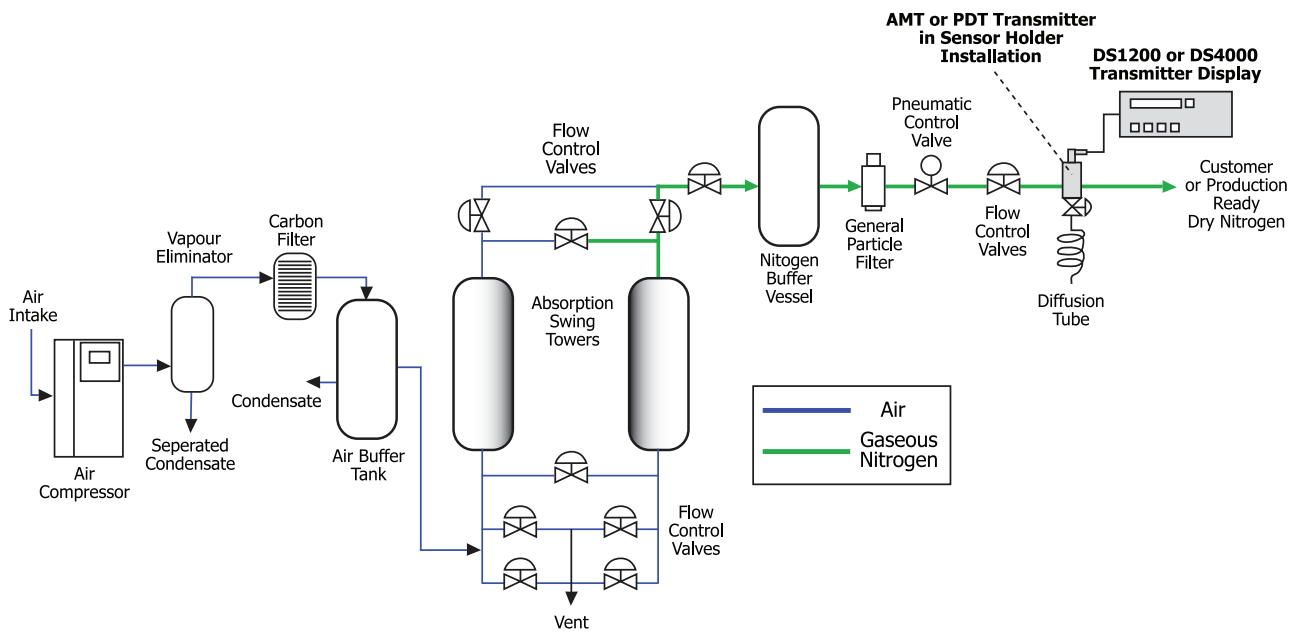 AMT or PDT Transmitter
in Sensor Holder
Installation
DS1200 or DS4000
Transmitter Display
Pneumatic
Control
Valve
Flow
Control
Valves
Customer
or Production
Ready
Dry Nitrogen
Carbon
Filter
Vapour
Eliminator
General
Particle
Filter
Flow
Control
Valves
Nitogen
Buffer
Vessel
Air
Intake
Absorption
Swing
Towers
Diffusion
Tube
Condensate
Air
Gaseous
Nitrogen
Seperated
Condensate
Air Buffer
Tank
Air
Compressor
Flow
Control
Valves
Vent